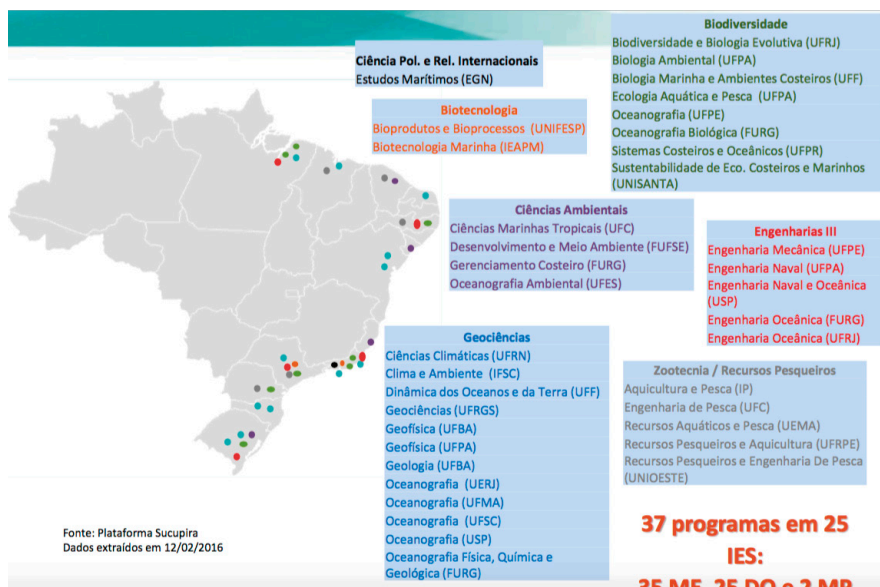 Ciência Pol. e Rel. Internacionais
Estudos Marítimos (EGN)
Biotecnologia
Bioprodutos e Bioprocessos (UNIFESP)
Biotecnologia Marinha (IEAPM)
Biodiversidade
Biodiversidade e Biologia Evolutiva (UFRJ)
Biologia Ambiental (UFPA)
Biologia Marinha e Ambientes Costeiros (UFF)
Ecologia Aquática e Pesca (UFPA)
Oceanografia (UFPE)
Oceanografia Biológica (FURG)
Sistemas Costeiros e Oceânicos (UFPR)
Sustentabilidade de Eco. Costeiros e Marinhos
(UNISANTA)
Ciências Ambientais
Ciências Marinhas Tropicais (UFC)
Desenvolvimento e Meio Ambiente (FUFSE)
Gerenciamento Costeiro (FURG)
Oceanografia Ambiental (UFES)
Engenharias III
Engenharia Mecânica (UFPE)
Engenharia Naval (UFPA)
Engenharia Naval e Oceânica
(USP)
Engenharia Oceânica (FURG)
Engenharia Oceânica (UFRJ)
Geociências
Ciências Climáticas (UFRN)
Clima e Ambiente (IFSC)
Dinâmica dos Oceanos e da Terra (UFF)
Geociências (UFRGS)
Geofísica (UFBA)
Geofísica (UFPA)
Geologia (UFBA)
Oceanografia (UERJ)
Oceanografia (UFMA)
Oceanografia (UFSC)
Oceanografia (USP)
Oceanografia Física, Química e
Geológica (FURG)
Zootecnia / Recursos Pesqueiros
Aquicultura e Pesca (IP)
Engenharia de Pesca (UFC)
Recursos Aquáticos e Pesca (UEMA)
Recursos Pesqueiros e Aquicultura (UFRPE)
Recursos Pesqueiros e Engenharia De Pesca
(UNIOESTE)
Fonte: Plataforma Sucupira
Dados extraídos em 12/02/2016
37 programas em 25
IES:
35 ME, 25 DO e 2 MP